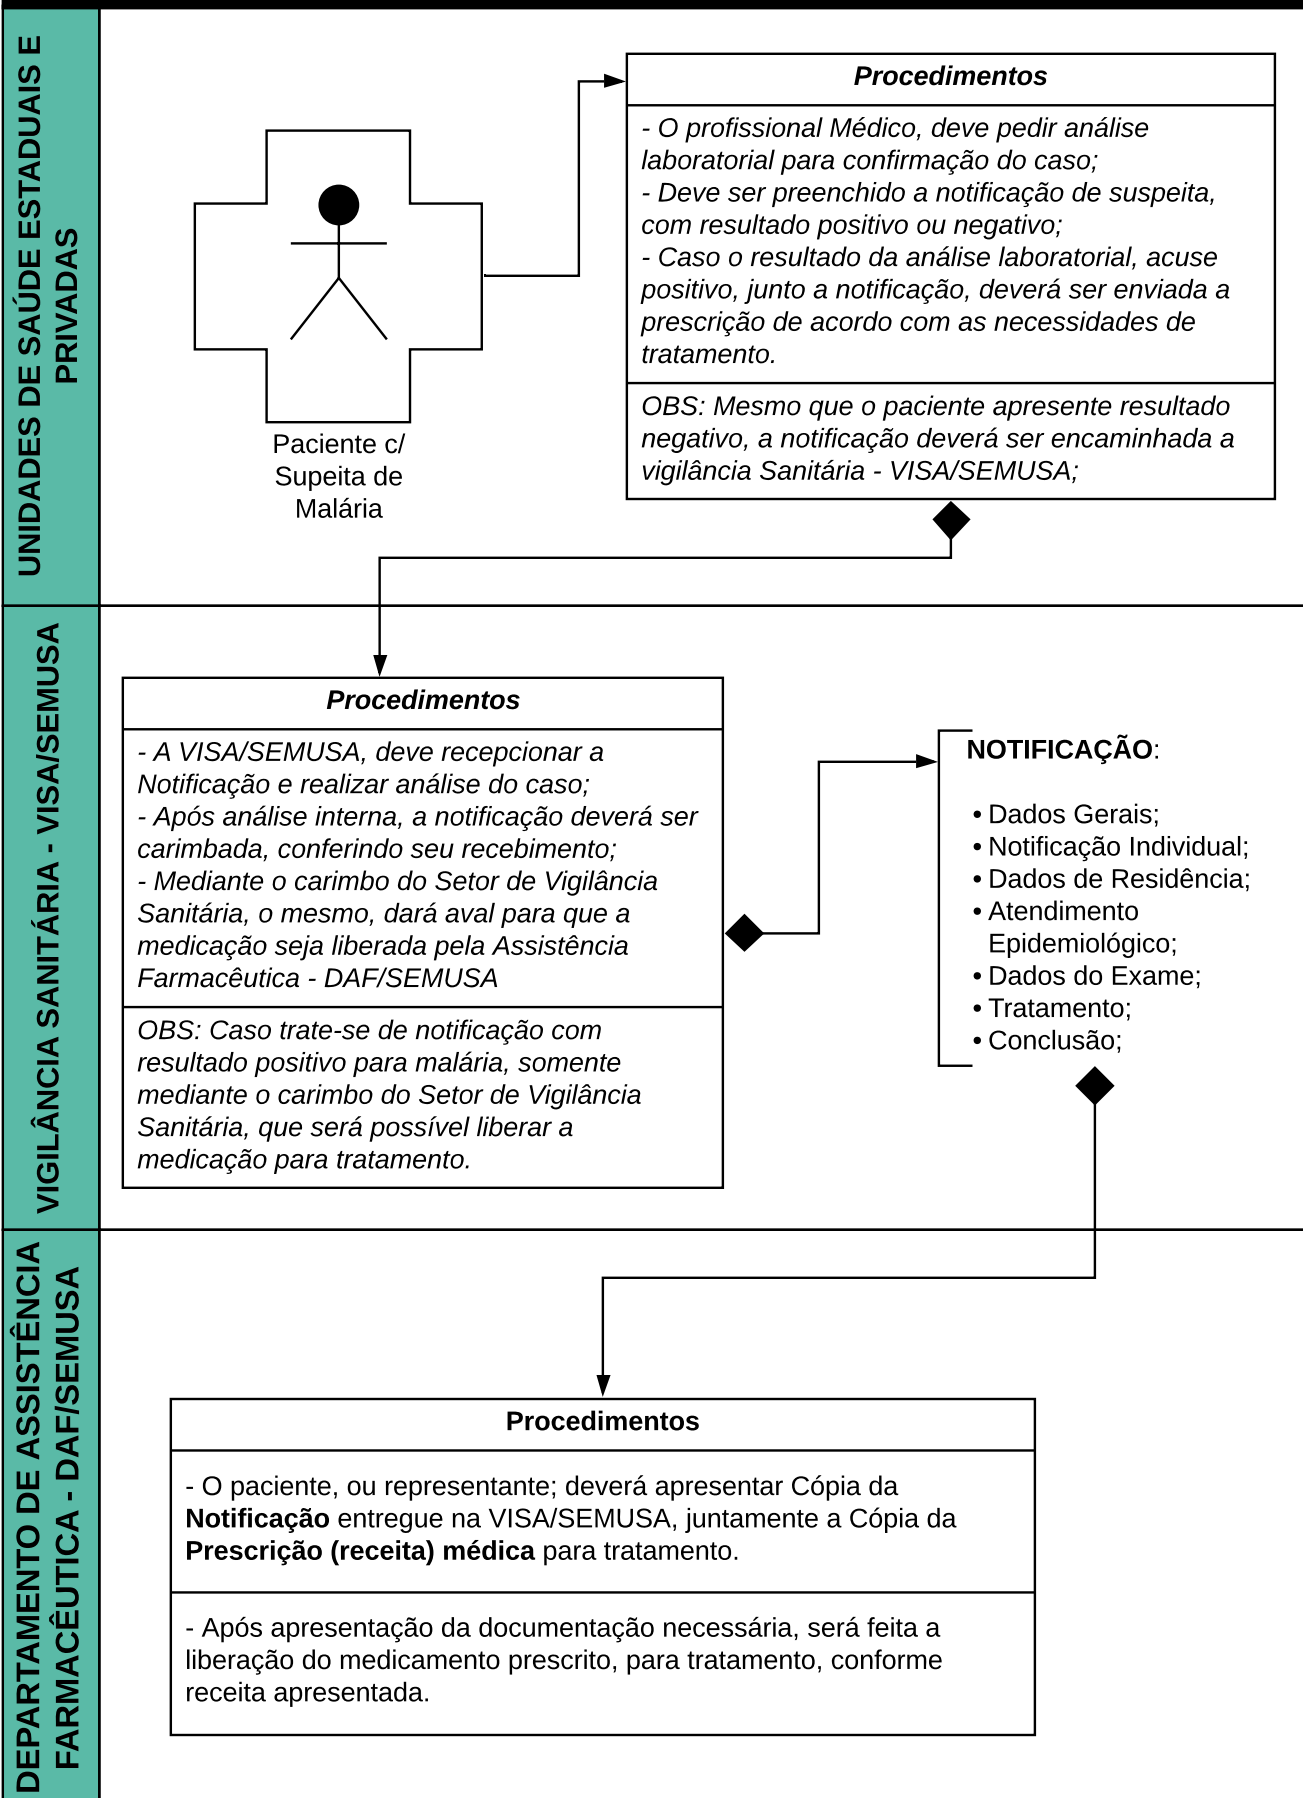 UNIDADES DE SAÚDE ESTADUAIS E
PRIVADAS
Paciente c/
Supeita de
Malária
Procedimentos
- O profissional Médico, deve pedir análise
laboratorial para confirmação do caso;
- Deve ser preenchido a notificação de suspeita,
com resultado positivo ou negativo;
- Caso o resultado da análise laboratorial, acuse
positivo, junto a notificação, deverá ser enviada a
prescrição de acordo com as necessidades de
tratamento.
OBS: Mesmo que o paciente apresente resultado
negativo, a notificação deverá ser encaminhada a
vigilância Sanitária - VISA/SEMUSA;
VIGILÂNCIA SANITÁRIA - VISA/SEMUSA
Procedimentos
- A VISA/SEMUSA, deve recepcionar a
Notificação e realizar análise do caso;
- Após análise interna, a notificação deverá ser
carimbada, conferindo seu recebimento;
- Mediante o carimbo do Setor de Vigilância
Sanitária, o mesmo, dará aval para que a
medicação seja liberada pela Assistência
Farmacêutica - DAF/SEMUSA
OBS: Caso trate-se de notificação com
resultado positivo para malária, somente
mediante o carimbo do Setor de Vigilância
Sanitária, que será possível liberar a
medicação para tratamento.
NOTIFICAÇÃO:
• Dados Gerais;
• Notificação Individual;
• Dados de Residência;
• Atendimento
Epidemiológico;
• Dados do Exame;
• Tratamento;
• Conclusão;
DEPARTAMENTO DE ASSISTÊNCIA
FARMACÊUTICA - DAF/SEMUSA
Procedimentos
- O paciente, ou representante; deverá apresentar Cópia da
Notificação entregue na VISA/SEMUSA, juntamente a Cópia da
Prescrição (receita) médica para tratamento.
- Após apresentação da documentação necessária, será feita a
liberação do medicamento prescrito, para tratamento, conforme
receita apresentada.